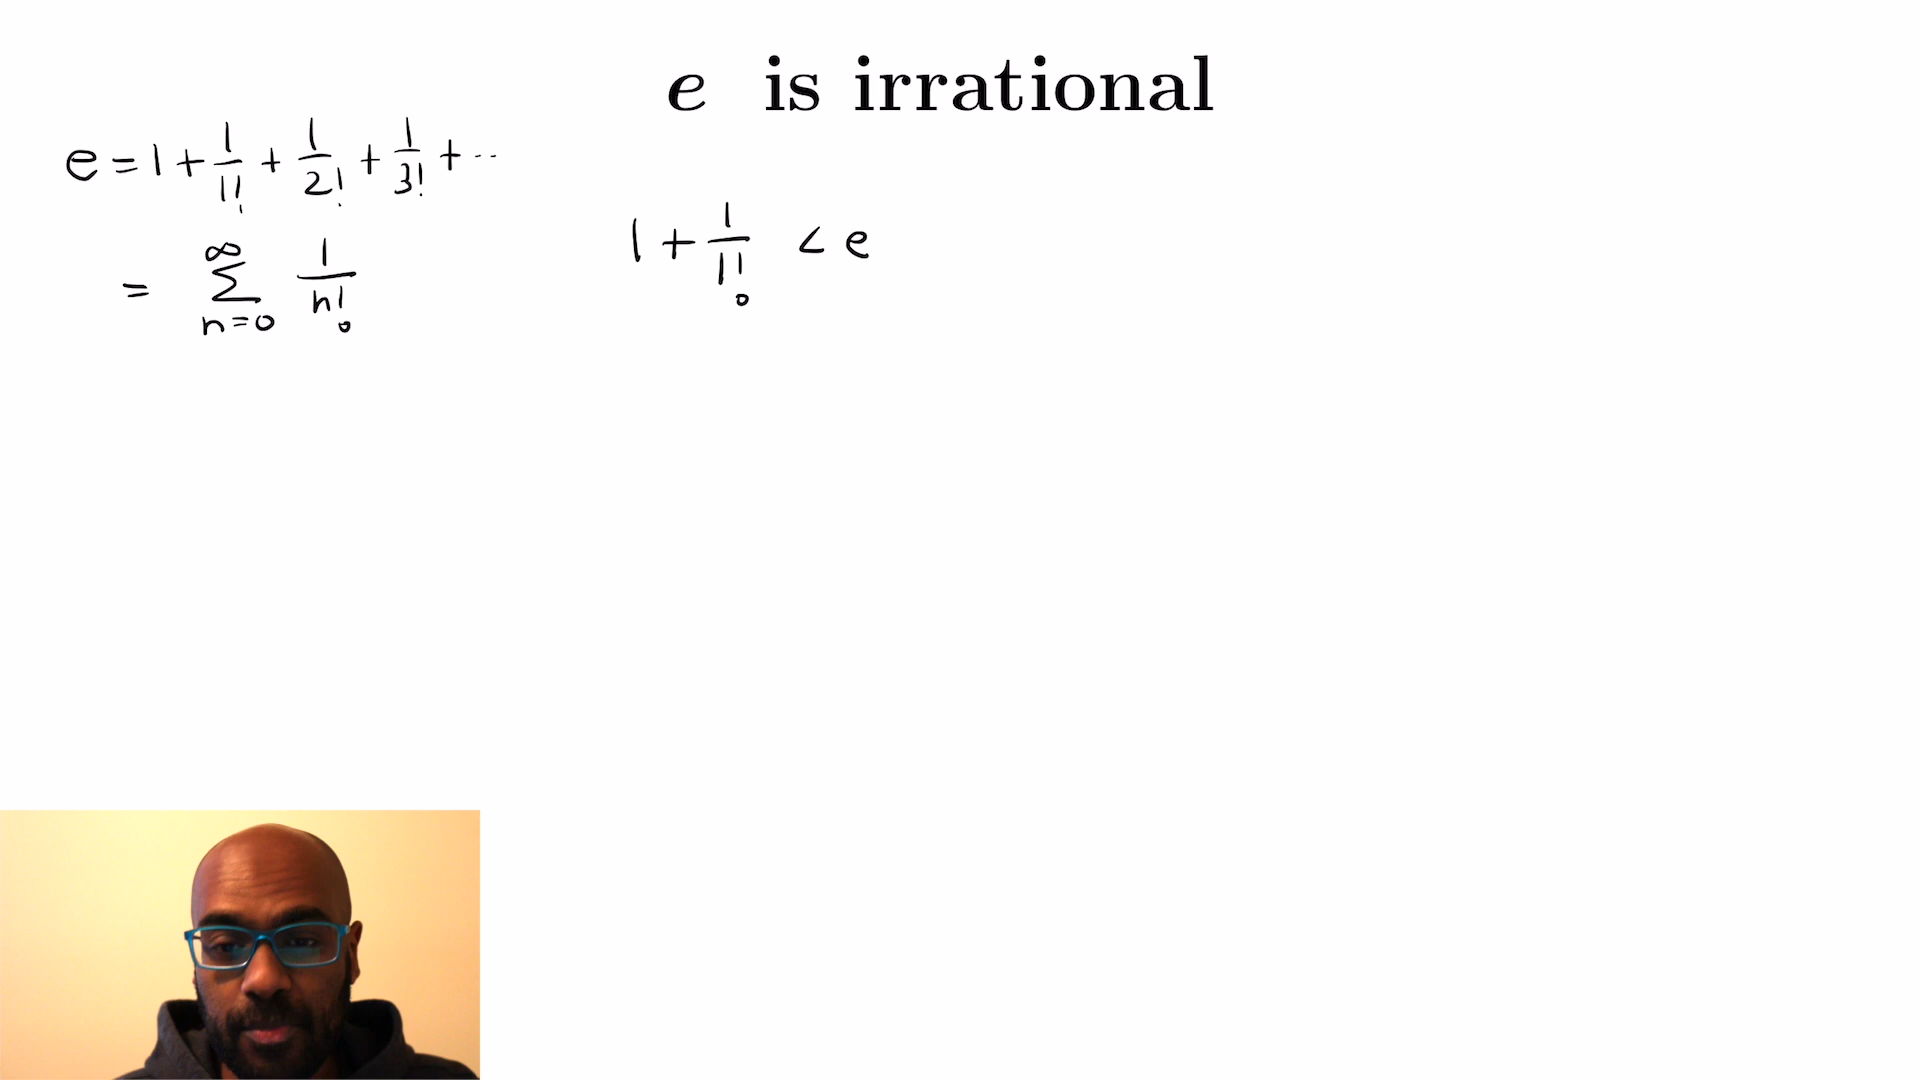 e is irrational
e = 1 + 1/1! + 1/2! + 1/3! + ··
= ∞ Σ n=0 1/n!
1 + 1/1! < e